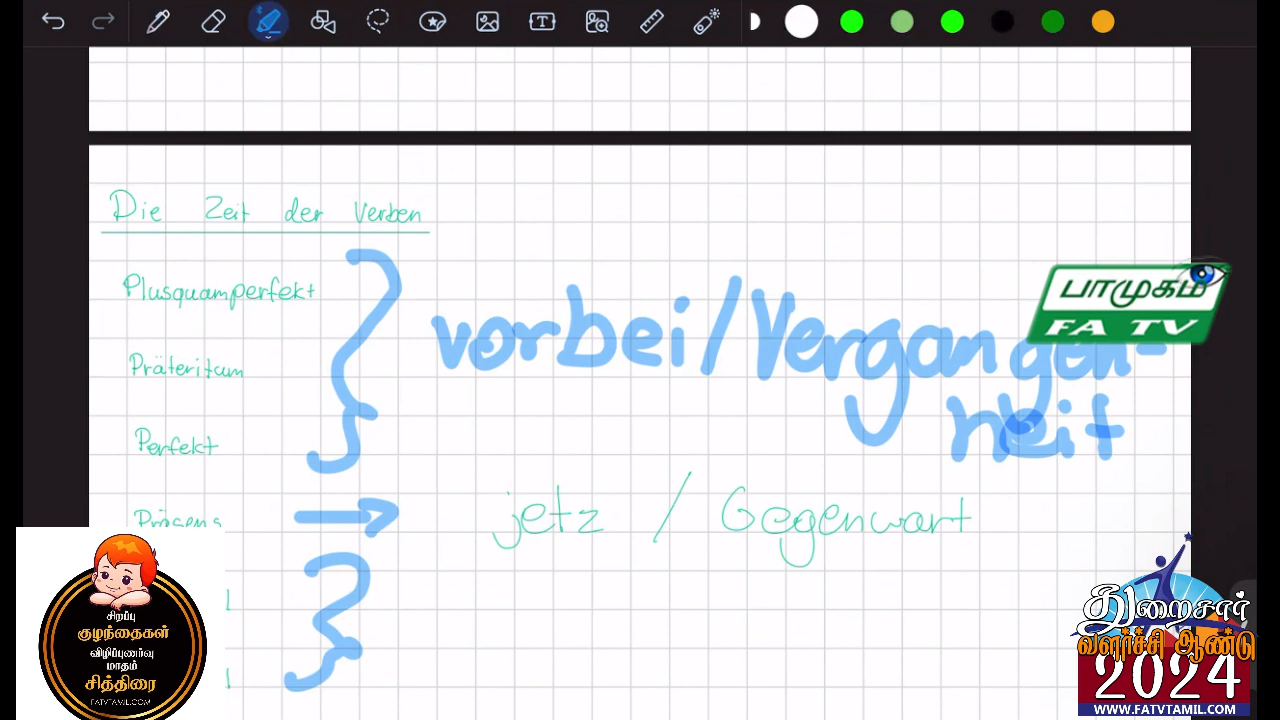 Die Zeit der Verben
Plusquamperfekt
Präteritum
Perfekt
Präsens
vorbei/Vergangen-
heit
jetz / Gegenwart
பாமுகம்
FA TV
சிறப்பு
குழந்தைகள்
விழிப்புணர்வு
மாதம்
சித்திரை
FATVTAMIL.COM
துறைசார்
வளர்ச்சி ஆண்டு
2024
WWW.FATVTAMIL.COM